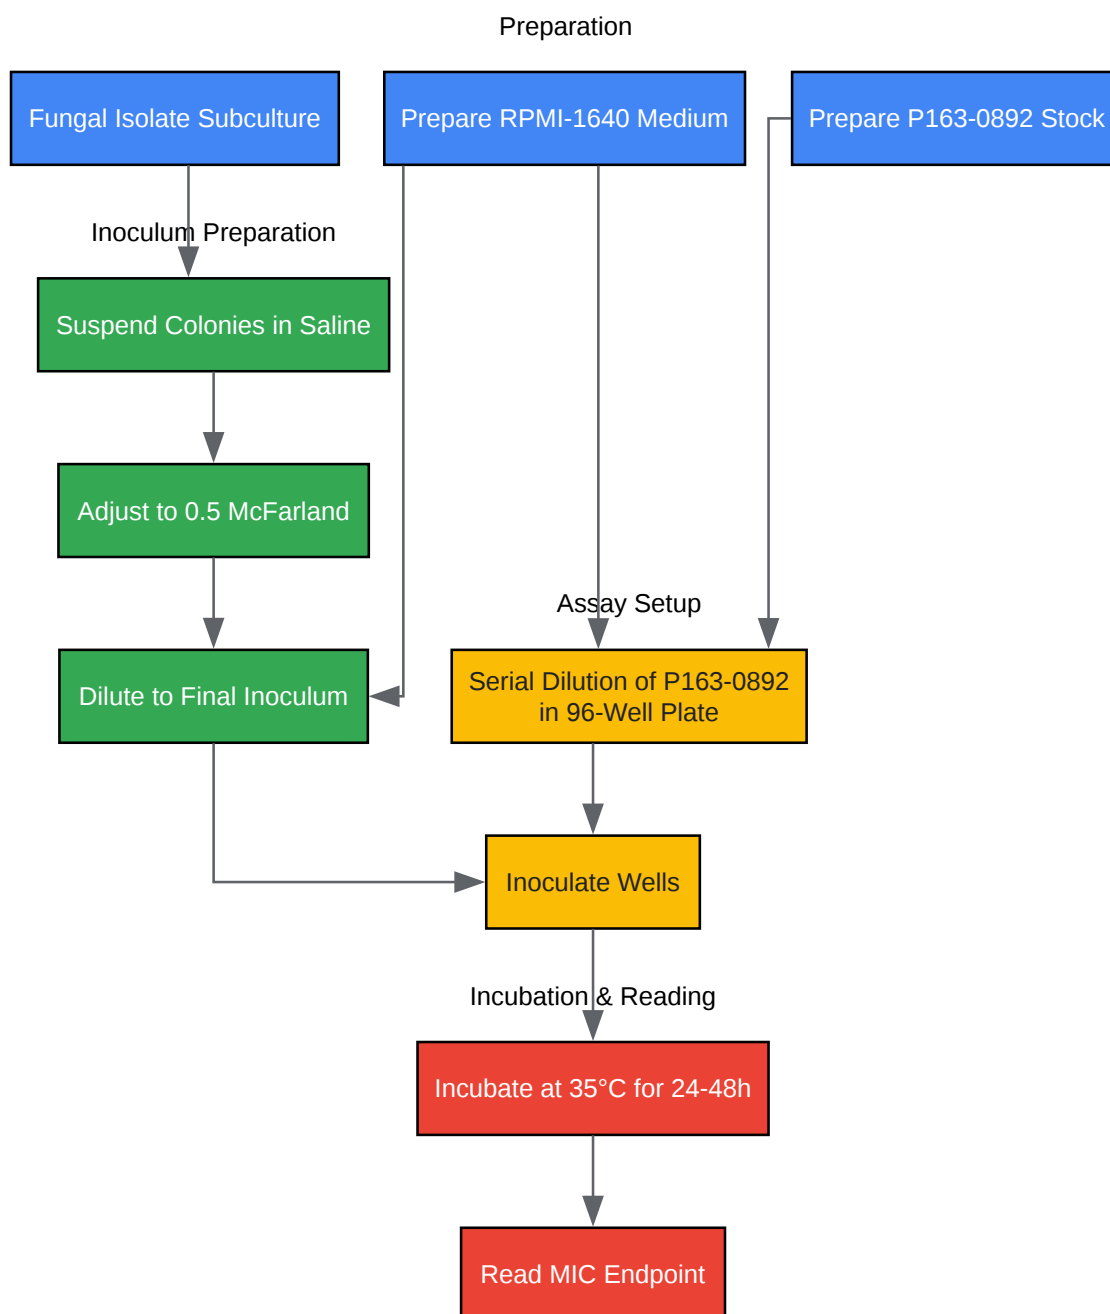 Preparation
Fungal Isolate Subculture
Prepare RPMI-1640 Medium
Prepare P163-0892 Stock
Inoculum Preparation
Suspend Colonies in Saline
Adjust to 0.5 McFarland
Assay Setup
Dilute to Final Inoculum
Serial Dilution of P163-0892
in 96-Well Plate
Inoculate Wells
Incubation & Reading
Incubate at 35°C for 24-48h
Read MIC Endpoint